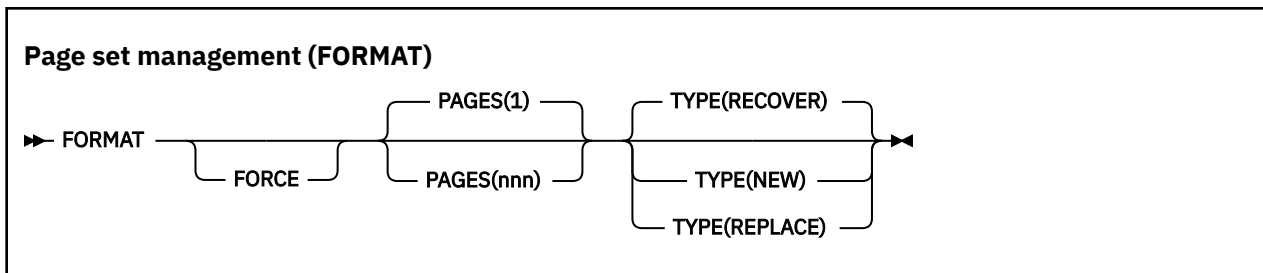 Page set management (FORMAT)
PAGES(1) TYPE(RECOVER)
FORMAT
FORCE PAGES(nnn) TYPE(NEW)
TYPE(REPLACE)